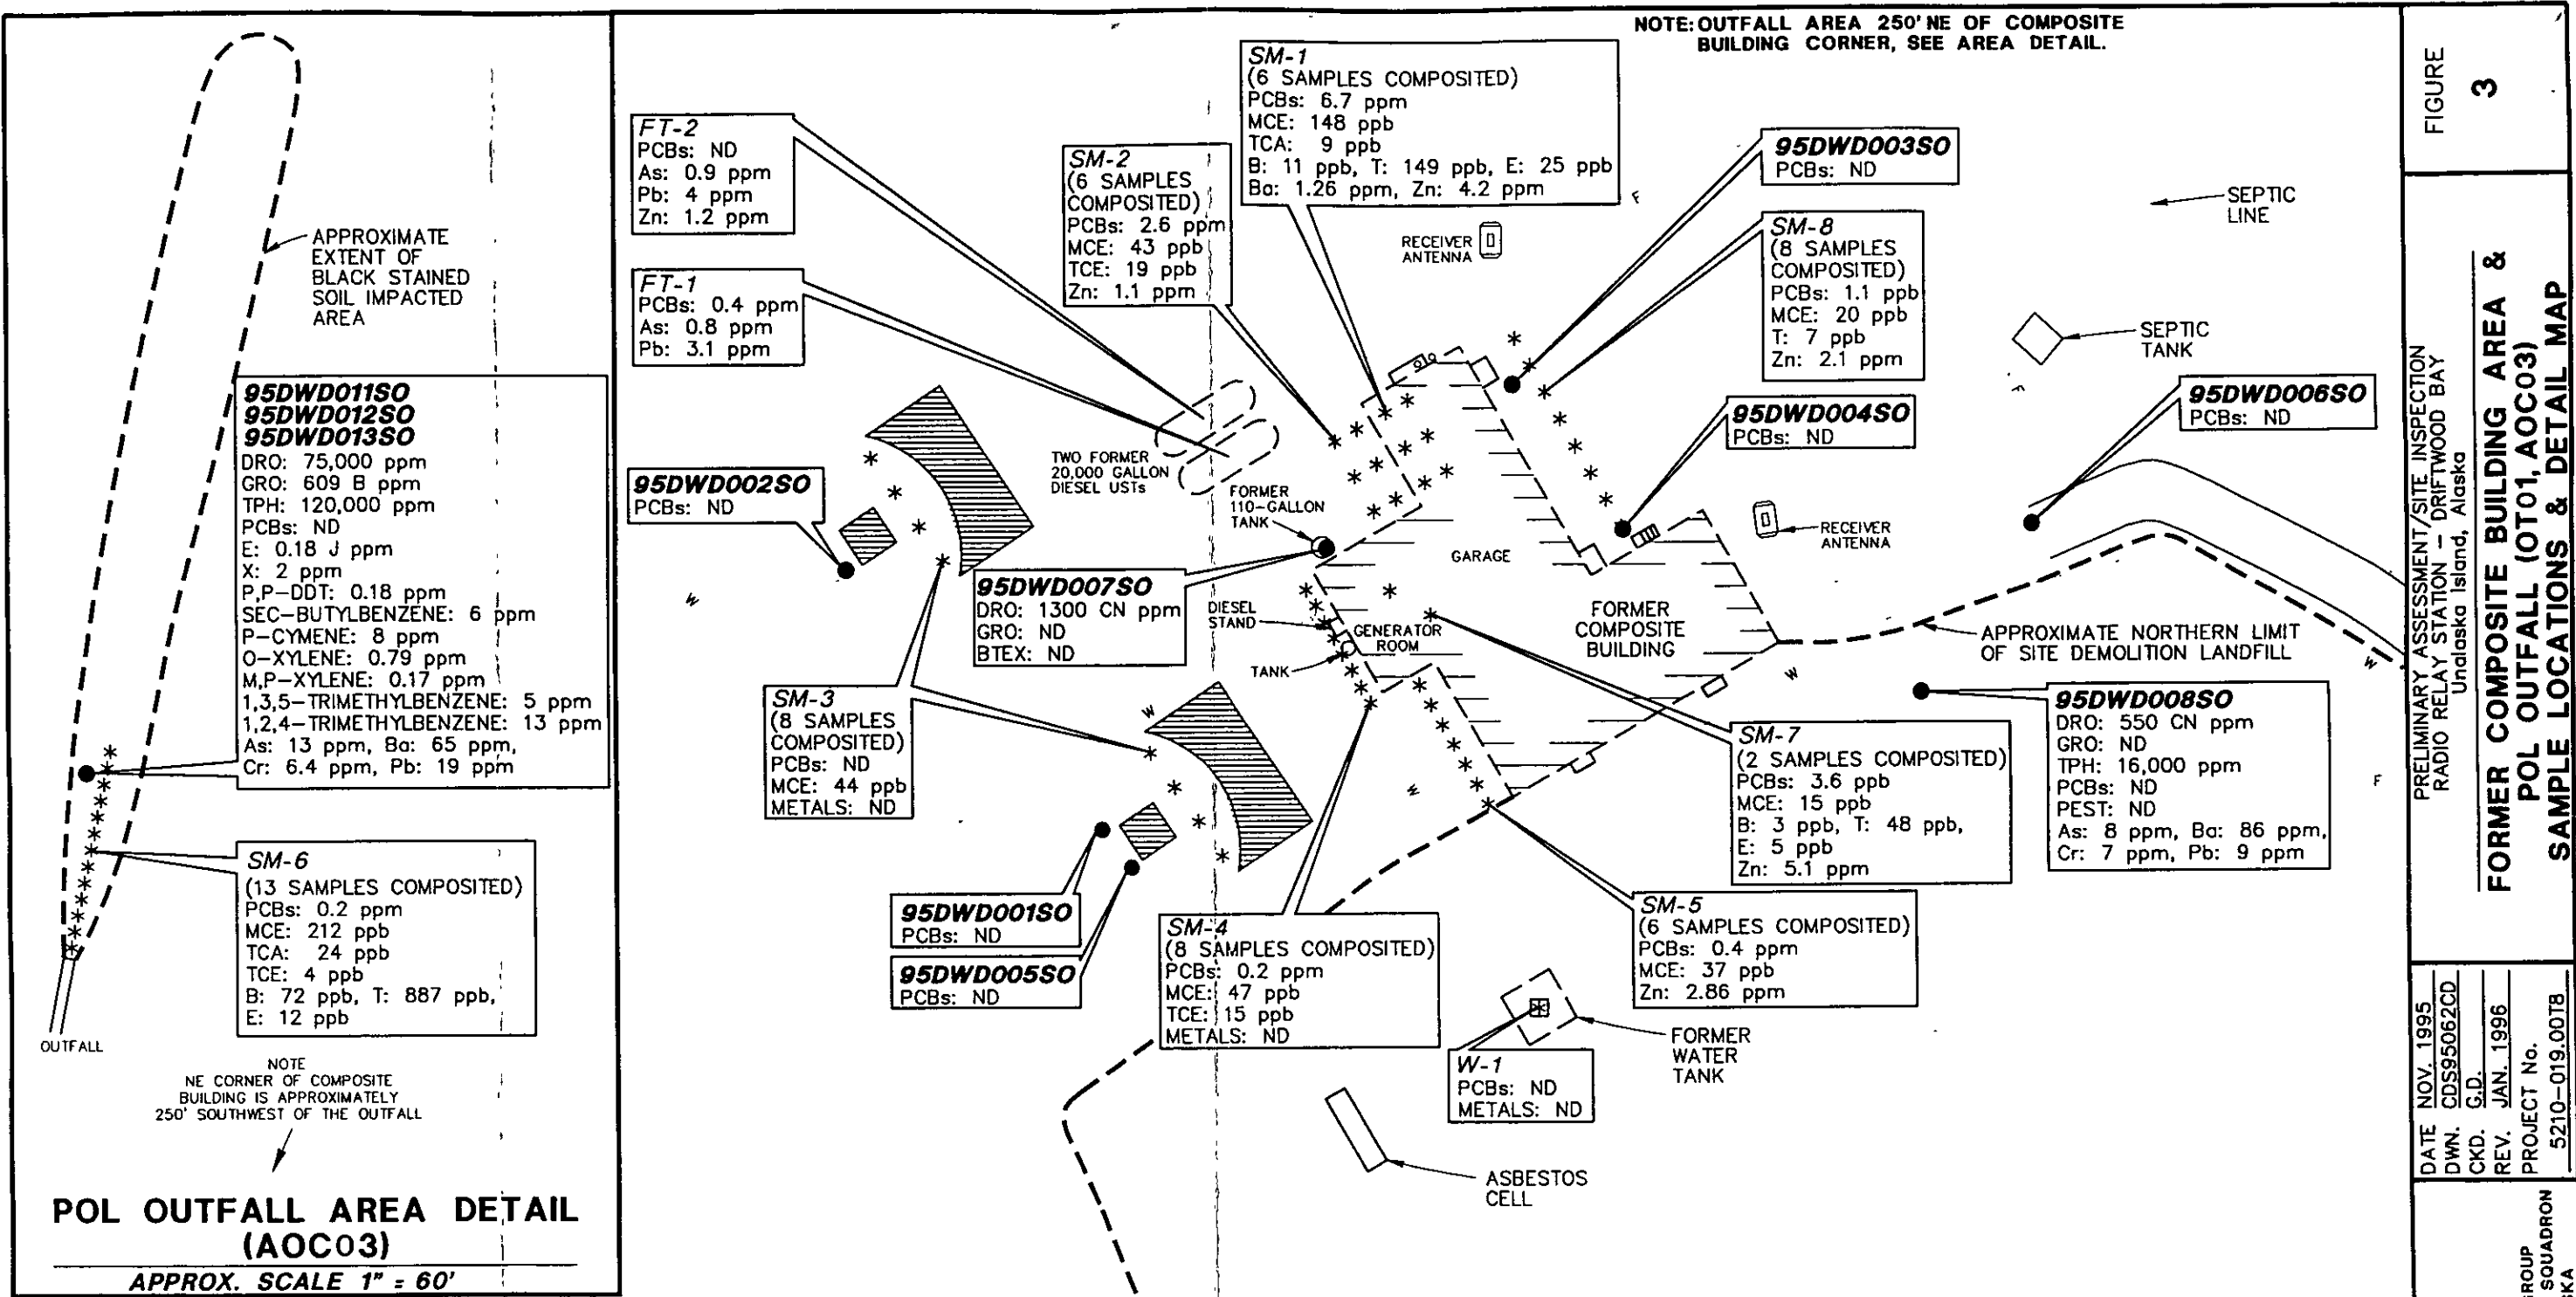 NOTE: OUTFALL AREA 250' NE OF COMPOSITE
BUILDING CORNER, SEE AREA DETAIL.
APPROXIMATE
EXTENT OF
BLACK STAINED
SOIL IMPACTED
AREA
95DWD011SO
95DWD012SO
95DWD013SO
DRO: 75,000 ppm
GRO: 609 B ppm
TPH: 120,000 ppm
PCBs: ND
E: 0.18 J ppm
X: 2 ppm
P,P-DDT: 0.18 ppm
SEC-BUTYLBENZENE: 6 ppm
P-CYMENE: 8 ppm
O-XYLENE: 0.79 ppm
M,P-XYLENE: 0.17 ppm
1,3,5-TRIMETHYLBENZENE: 5 ppm
1,2,4-TRIMETHYLBENZENE: 13 ppm
As: 13 ppm, Ba: 65 ppm,
Cr: 6.4 ppm, Pb: 19 ppm
SM-6
(13 SAMPLES COMPOSITED)
PCBs: 0.2 ppm
MCE: 212 ppb
TCA: 24 ppb
TCE: 4 ppb
B: 72 ppb, T: 887 ppb,
E: 12 ppb
OUTFALL
NOTE
NE CORNER OF COMPOSITE
BUILDING IS APPROXIMATELY
250' SOUTHWEST OF THE OUTFALL
POL OUTFALL AREA DETAIL
(AOC03)
APPROX. SCALE 1" = 60'
FT-2
PCBs: ND
As: 0.9 ppm
Pb: 4 ppm
Zn: 1.2 ppm
FT-1
PCBs: 0.4 ppm
As: 0.8 ppm
Pb: 3.1 ppm
SM-2
(6 SAMPLES
COMPOSITED)
PCBs: 2.6 ppm
MCE: 43 ppb
TCE: 19 ppb
Zn: 1.1 ppm
SM-1
(6 SAMPLES COMPOSITED)
PCBs: 6.7 ppm
MCE: 148 ppb
TCA: 9 ppb
B: 11 ppb, T: 149 ppb, E: 25 ppb
Ba: 1.26 ppm, Zn: 4.2 ppm
95DWD003SO
PCBs: ND
SM-8
(8 SAMPLES
COMPOSITED)
PCBs: 1.1 ppb
MCE: 20 ppb
T: 7 ppb
Zn: 2.1 ppm
F
RECEIVER
ANTENNA
SEPTIC
LINE
SEPTIC
TANK
F
95DWD006SO
PCBs: ND
95DWD004SO
PCBs: ND
TWO FORMER
20,000 GALLON
DIESEL USTs
95DWD002SO
PCBs: ND
FORMER
110-GALLON
TANK
RECEIVER
ANTENNA
GARAGE
95DWD007SO
DRO: 1300 CN ppm
GRO: ND
BTEX: ND
DIESEL
STAND
GENERATOR
ROOM
TANK
FORMER
COMPOSITE
BUILDING
APPROXIMATE NORTHERN LIMIT
OF SITE DEMOLITION LANDFILL
W
W
W
W
W
F
SM-3
(8 SAMPLES
COMPOSITED)
PCBs: ND
MCE: 44 ppb
METALS: ND
SM-7
(2 SAMPLES COMPOSITED)
PCBs: 3.6 ppb
MCE: 15 ppb
B: 3 ppb, T: 48 ppb,
E: 5 ppb
Zn: 5.1 ppm
95DWD008SO
DRO: 550 CN ppm
GRO: ND
TPH: 16,000 ppm
PCBs: ND
PEST: ND
As: 8 ppm, Ba: 86 ppm,
Cr: 7 ppm, Pb: 9 ppm
95DWD001SO
PCBs: ND
95DWD005SO
PCBs: ND
SM-4
(8 SAMPLES COMPOSITED)
PCBs: 0.2 ppm
MCE: 47 ppb
TCE: 15 ppb
METALS: ND
SM-5
(6 SAMPLES COMPOSITED)
PCBs: 0.4 ppm
MCE: 37 ppb
Zn: 2.86 ppm
W-1
PCBs: ND
METALS: ND
FORMER
WATER
TANK
ASBESTOS
CELL
FIGURE
3
PRELIMINARY ASSESSMENT/SITE INSPECTION
RADIO RELAY STATION - DRIFTWOOD BAY
Unalaska Island, Alaska
FORMER COMPOSITE BUILDING AREA &
POL OUTFALL (OT01, AOC03)
SAMPLE LOCATIONS & DETAIL MAP
DATE NOV. 1995
DWN. CDS95062CD
CKD. G.D.
REV. JAN. 1996
PROJECT No.
5210-019.00T8
SQUADRON